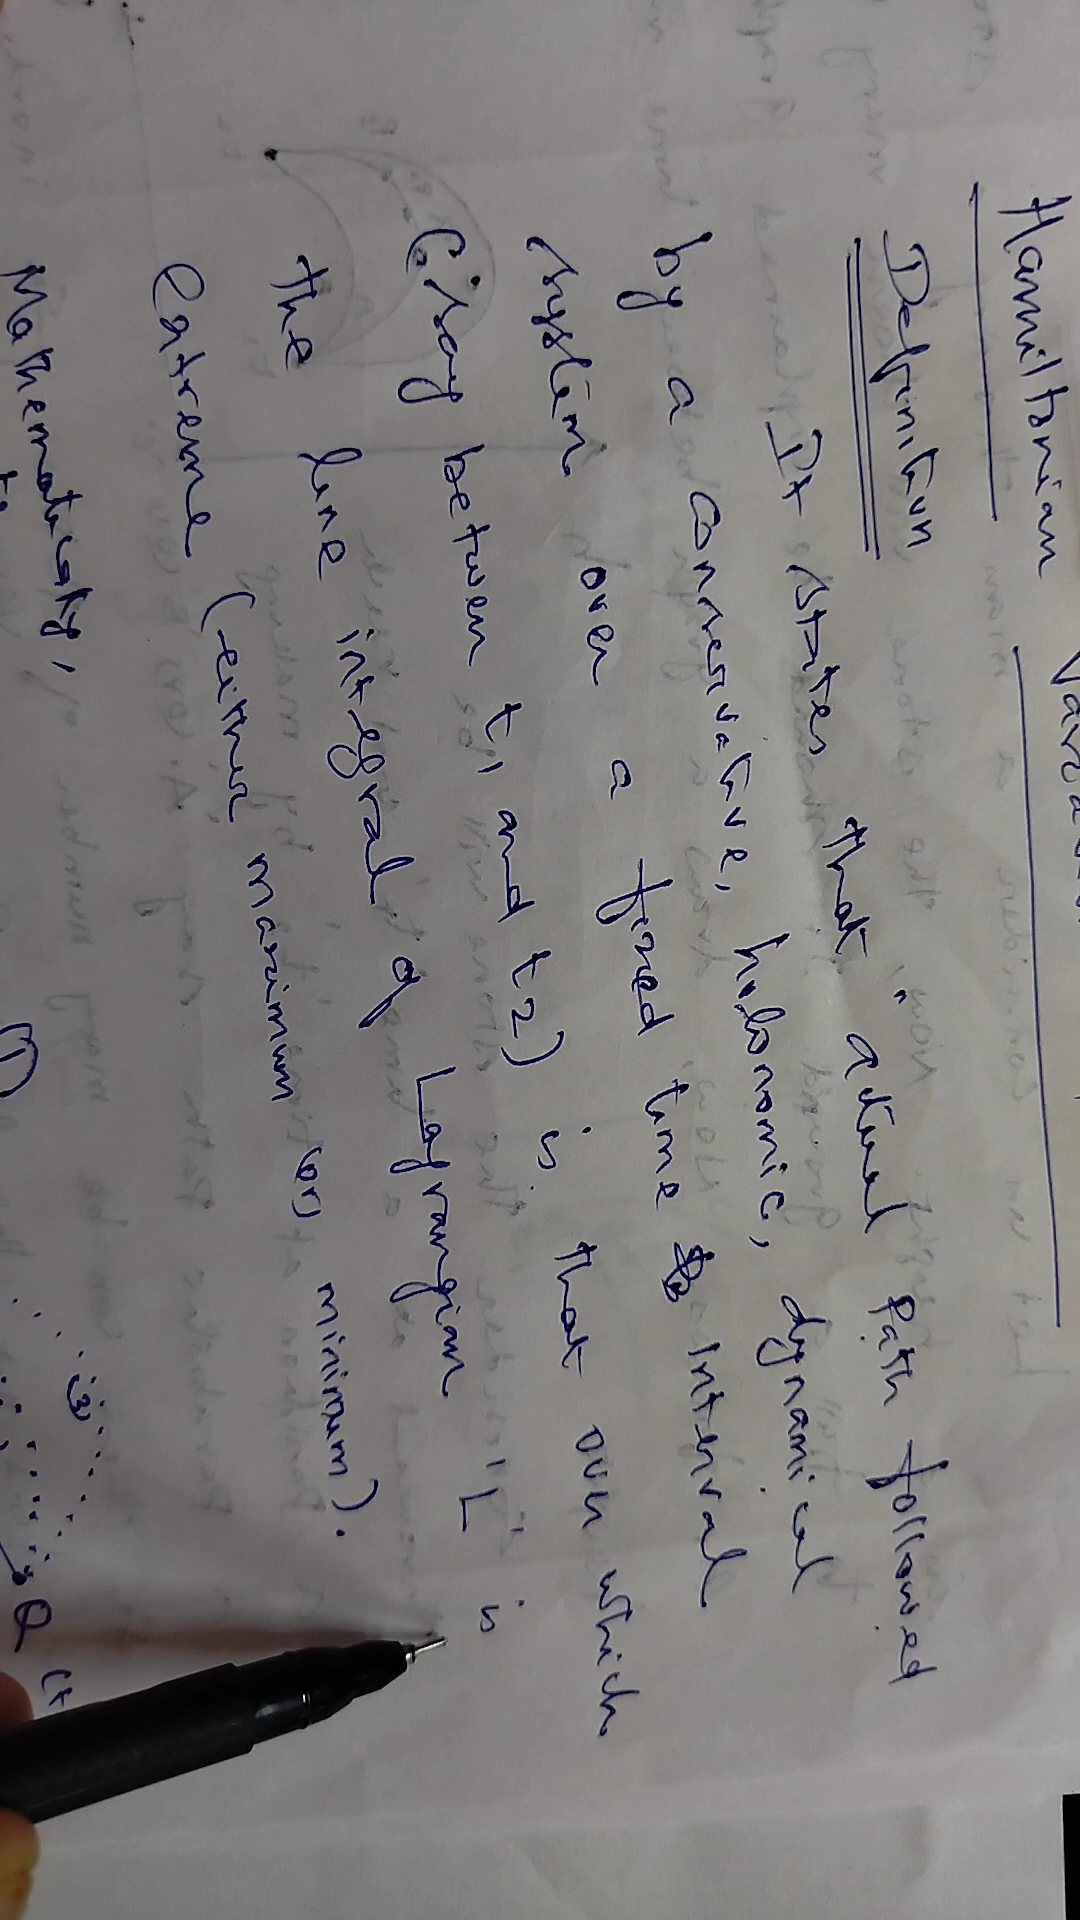 Hamiltonian
Definition
It states that "actual Path followed
by a conservative, holonomic, dynamical
system over a fixed time Interval
(say between t1 and t2) is that over which
the line integral of Lagrangian L is
extreme (either maximum (or) minimum).
Mathematically,
(1)
(3)
Q (t